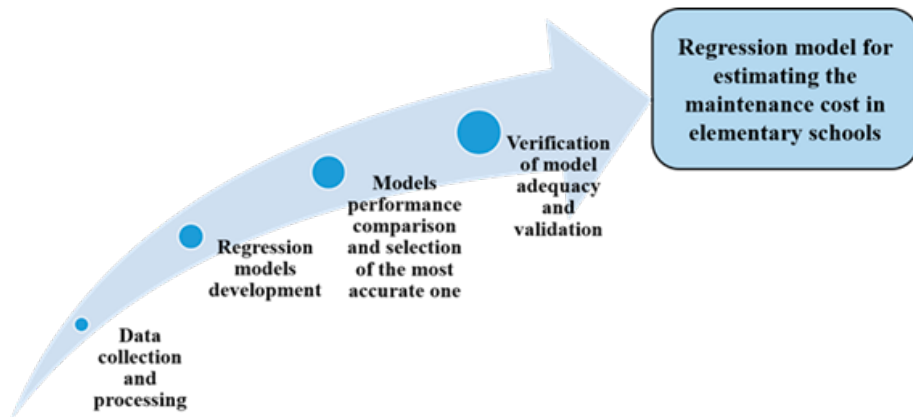 Data
collection
and
processing
Regression
models
development
Models
performance
comparison
and selection
of the most
accurate one
Verification
of model
adequacy
and
validation
Regression model for
estimating the
maintenance cost in
elementary schools